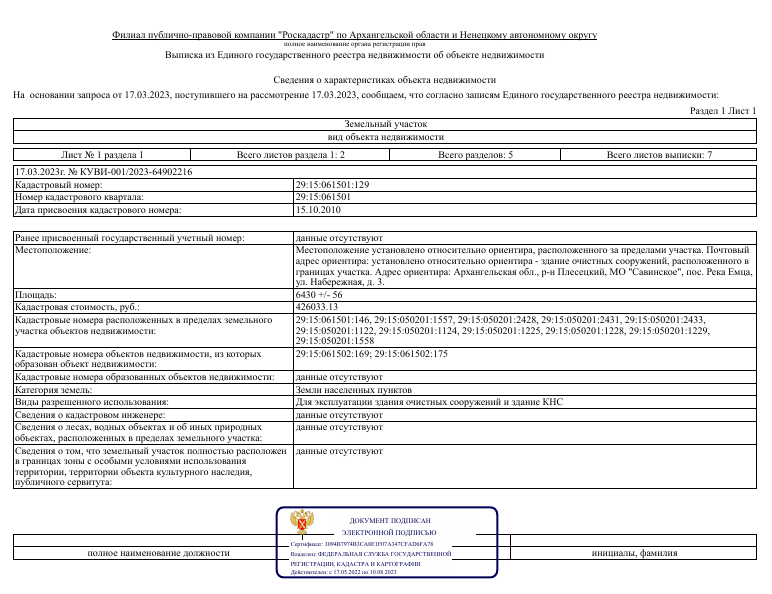 Филиал публично-правовой компании "Роскадастр" по Архангельской области и Ненецкому автономному округу
полное наименование органа регистрации прав
Выписка из Единого государственного реестра недвижимости об объекте недвижимости
Сведения о характеристиках объекта недвижимости
На основании запроса от 17.03.2023, поступившего на рассмотрение 17.03.2023, сообщаем, что согласно записям Единого государственного реестра недвижимости:
Раздел 1 Лист 1
Земельный участок
вид объекта недвижимости
Лист № 1 раздела 1 Всего листов раздела 1: 2 Всего разделов: 5 Всего листов выписки: 7
17.03.2023г. № КУВИ-001/2023-64902216
Кадастровый номер: 29:15:061501:129
Номер кадастрового квартала: 29:15:061501
Дата присвоения кадастрового номера: 15.10.2010
Ранее присвоенный государственный учетный номер: данные отсутствуют
Местоположение: Местоположение установлено относительно ориентира, расположенного за пределами участка. Почтовый
адрес ориентира: установлено относительно ориентира - здание очистных сооружений, расположенного в
границах участка. Адрес ориентира: Архангельская обл., р-н Плесецкий, МО "Савинское", пос. Река Емца,
ул. Набережная, д. 3.
Площадь: 6430 +/- 56
Кадастровая стоимость, руб.: 426033.13
Кадастровые номера расположенных в пределах земельного
участка объектов недвижимости:
29:15:061501:146, 29:15:050201:1557, 29:15:050201:2428, 29:15:050201:2431, 29:15:050201:2433,
29:15:050201:1122, 29:15:050201:1124, 29:15:050201:1225, 29:15:050201:1228, 29:15:050201:1229,
29:15:050201:1558
Кадастровые номера объектов недвижимости, из которых
образован объект недвижимости:
29:15:061502:169; 29:15:061502:175
Кадастровые номера образованных объектов недвижимости: данные отсутствуют
Категория земель: Земли населенных пунктов
Виды разрешенного использования: Для эксплуатации здания очистных сооружений и здание КНС
Сведения о кадастровом инженере: данные отсутствуют
Сведения о лесах, водных объектах и об иных природных
объектах, расположенных в пределах земельного участка:
данные отсутствуют
Сведения о том, что земельный участок полностью расположен
в границах зоны с особыми условиями использования
территории, территории объекта культурного наследия,
публичного сервитута:
данные отсутствуют
ДОКУМЕНТ ПОДПИСАН
ЭЛЕКТРОННОЙ ПОДПИСЬЮ
Сертификат:
Владелец: ФЕДЕРАЛЬНАЯ СЛУЖБА ГОСУДАРСТВЕННОЙ
РЕГИСТРАЦИИ, КАДАСТРА И КАРТОГРАФИИ
Действителен: с 17.05.2022 по 10.08.2023
полное наименование должности
инициалы, фамилия